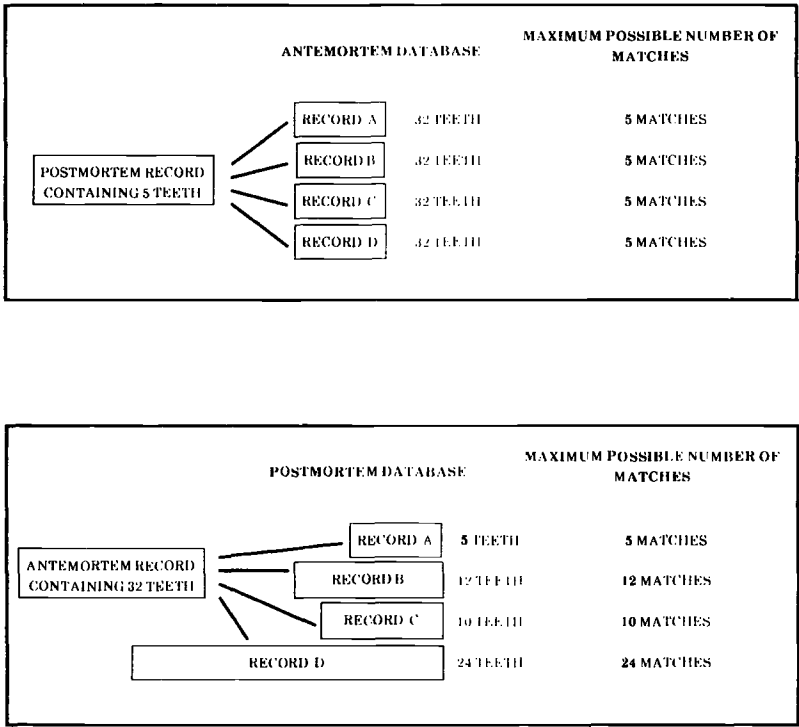 MAXIMUM POSSIBLE NUMBER OF
ANTEMORTEM DATABASE MATCHES
RECORD A 32 TEETH 5 MATCHES
RECORD B 32 TEETH 5 MATCHES
POSTMORTEM RECORD
CONTAINING 5 TEETH
RECORD C 32 TEETH 5 MATCHES
RECORD D 32 TEETH 5 MATCHES
MAXIMUM POSSIBLE NUMBER OF
POSTMORTEM DATABASE MATCHES
RECORD A 5 TEETH 5 MATCHES
ANTEMORTEM RECORD
CONTAINING 32 TEETH
RECORD B 12 TEETH 12 MATCHES
RECORD C 10 TEETH 10 MATCHES
RECORD D 24 TEETH 24 MATCHES